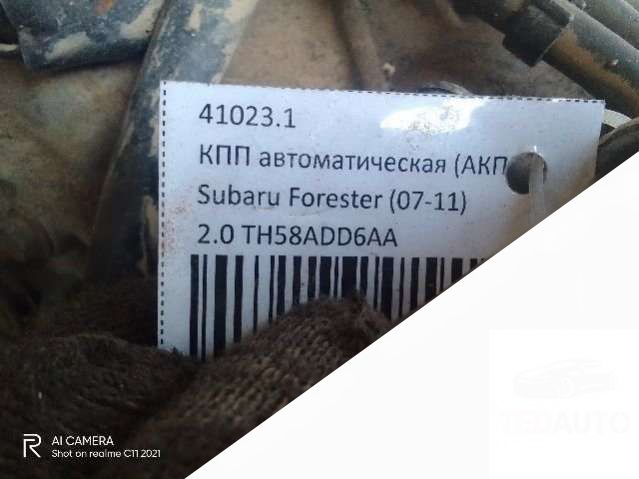 41023.1
КПП автоматическая (АКП
Subaru Forester (07-11)
2.0 TH58ADD6AA
TEDAUTO
R AI CAMERA
Shot on realme C11 2021